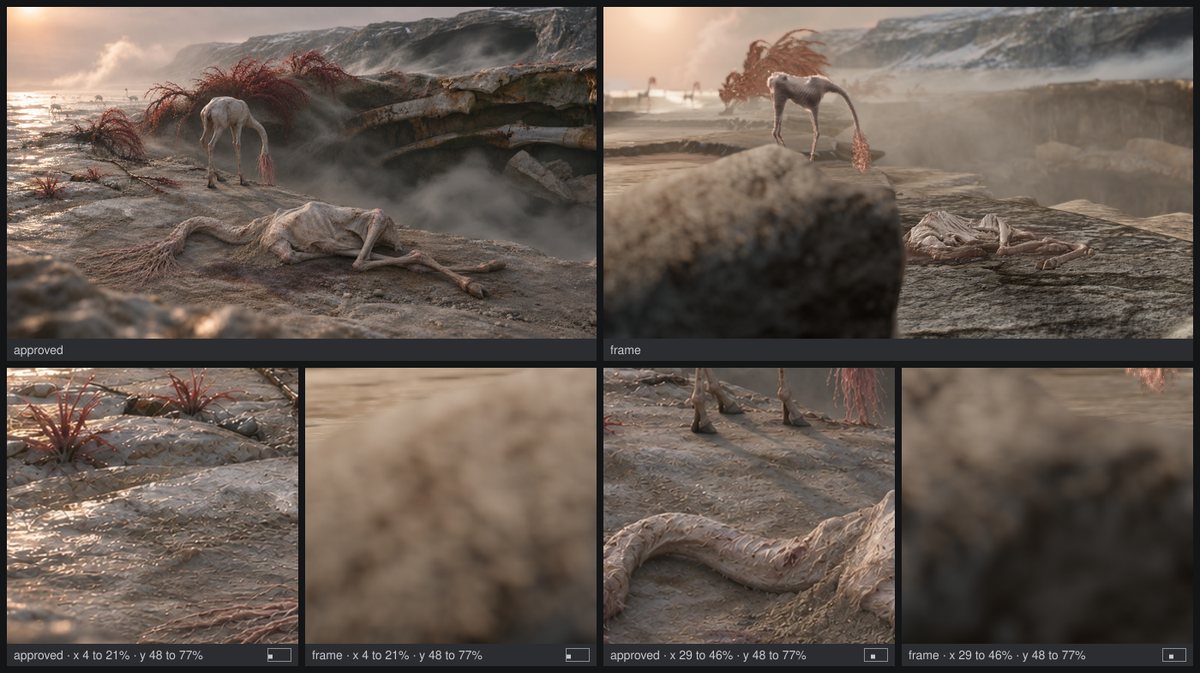 approved
frame
approved · x 4 to 21% · y 48 to 77%
frame · x 4 to 21% · y 48 to 77%
approved · x 29 to 46% · y 48 to 77%
frame · x 29 to 46% · y 48 to 77%